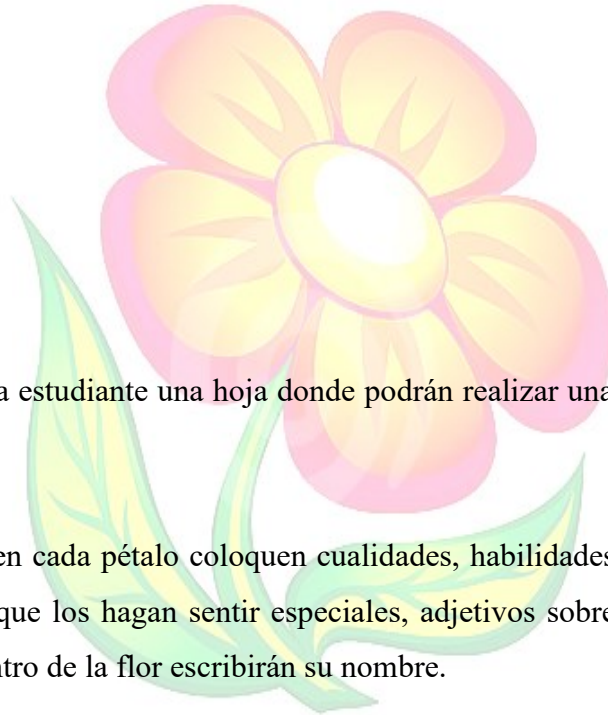 a estudiante una hoja donde podrán realizar una
en cada pétalo coloquen cualidades, habilidades
que los hagan sentir especiales, adjetivos sobre
ntro de la flor escribirán su nombre.